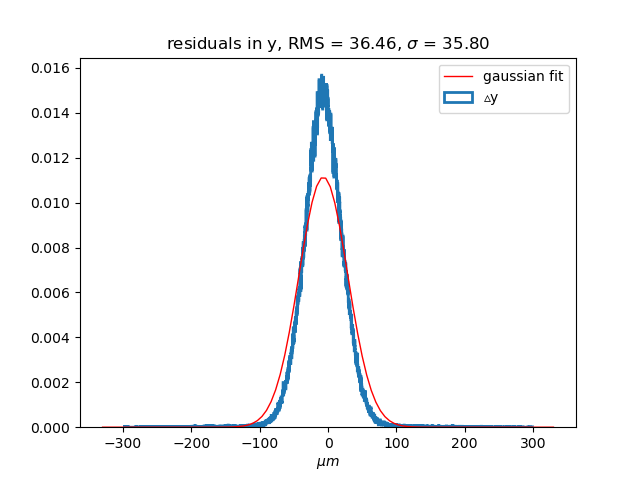 residuals in y, RMS = 36.46, σ = 35.80
gaussian fit
△y
0.016
0.014
0.012
0.010
0.008
0.006
0.004
0.002
0.000
−300 −200 −100 0 100 200 300
μm